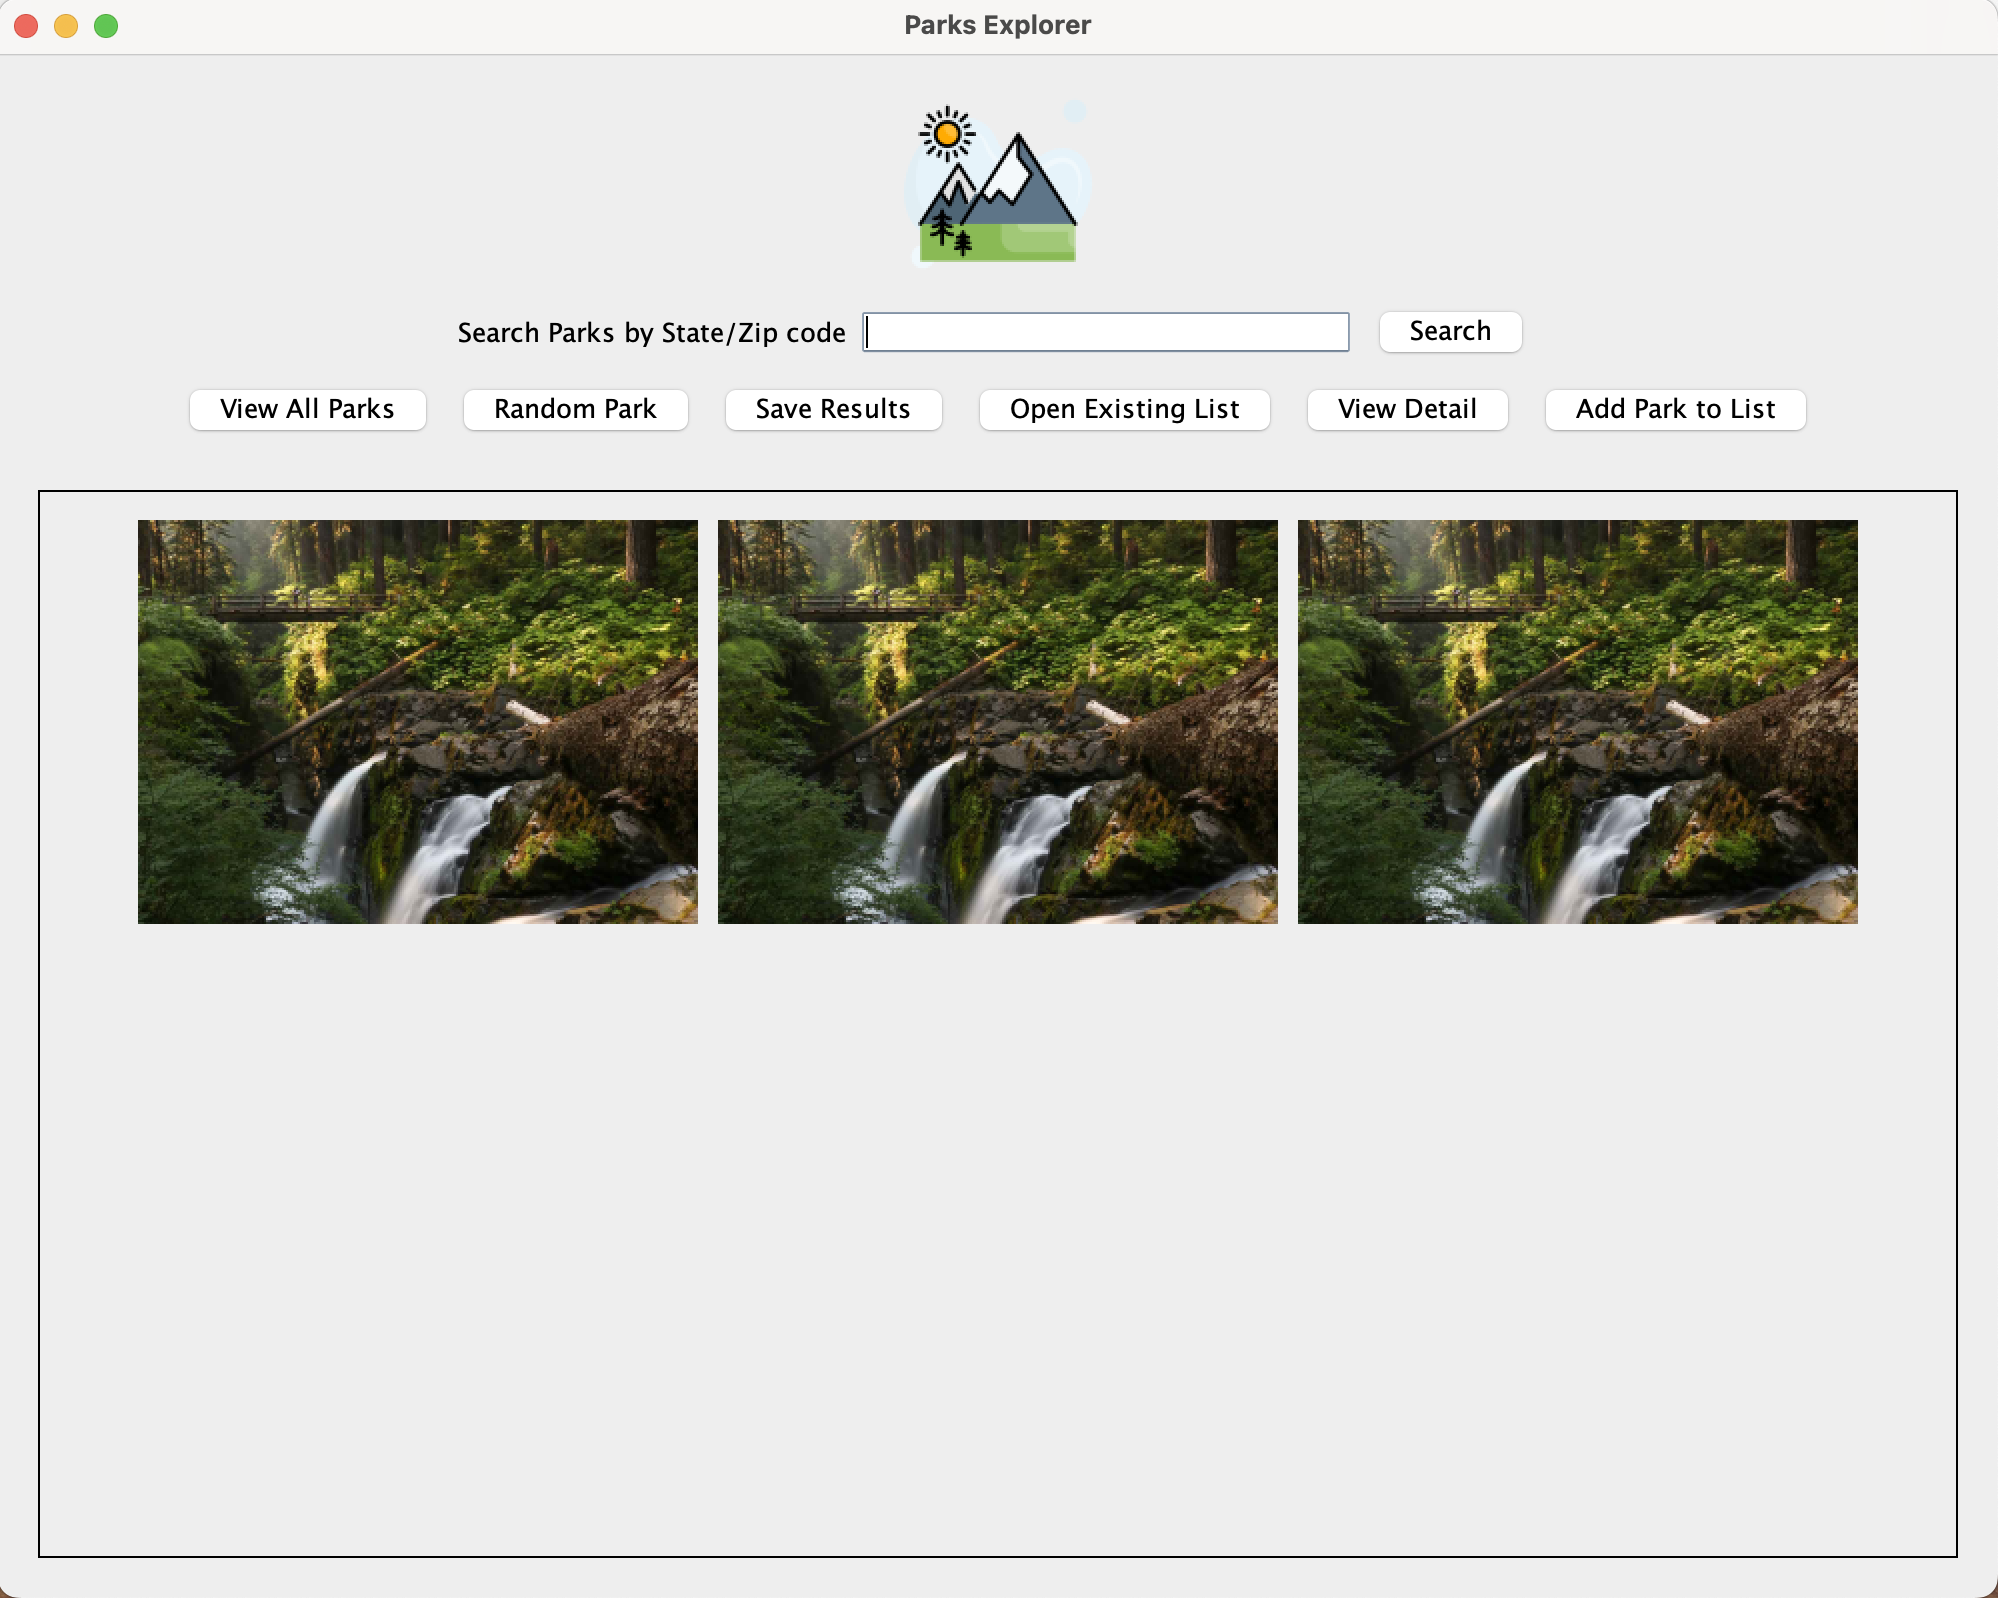 Parks Explorer
Search Parks by State/Zip code Search
View All Parks Random Park Save Results Open Existing List View Detail Add Park to List